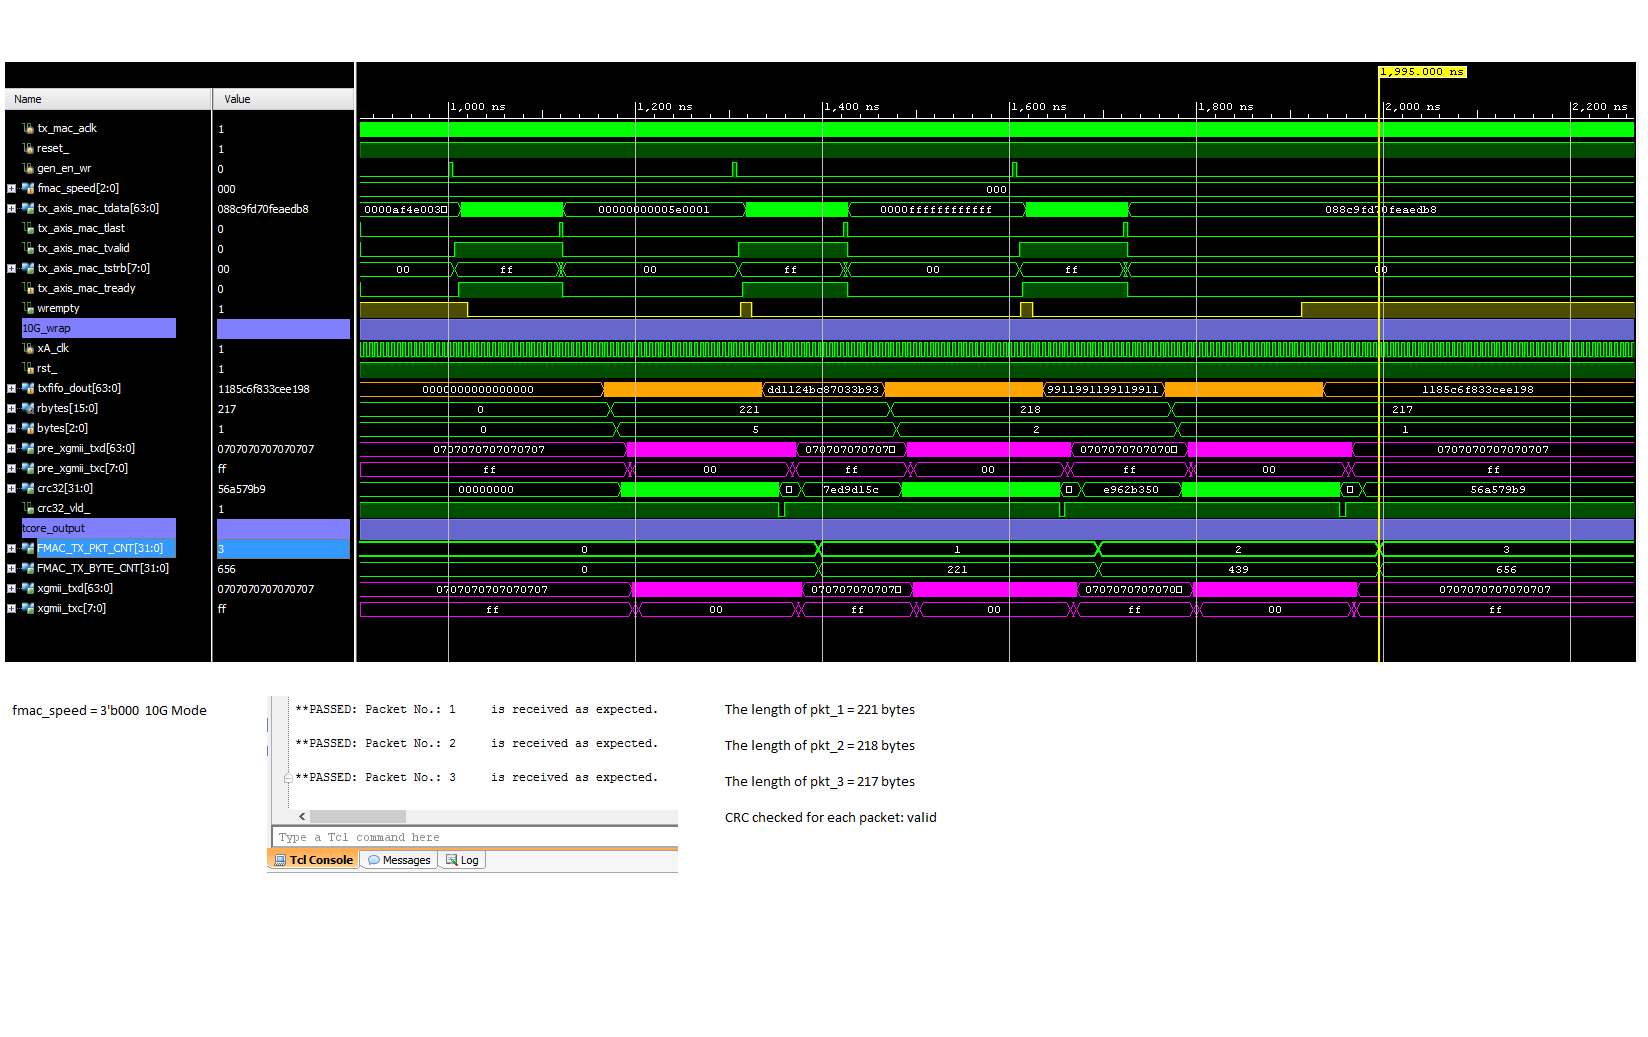 1,995.000 ns
Name Value
1,000 ns 1,200 ns 1,400 ns 1,600 ns 1,800 ns 2,000 ns 2,200 ns
tx_mac_aclk 1
reset_ 1
gen_en_wr 0
fmac_speed[2:0] 000 000
tx_axis_mac_tdata[63:0] 088c9fd70feaedb8 0000af4e003 00000000005e0001 0000ffffffffffff 088c9fd70feaedb8
tx_axis_mac_tlast 0
tx_axis_mac_tvalid 0
tx_axis_mac_tstrb[7:0] 00 00 ff 00 ff 00 ff 00
tx_axis_mac_tready 0
wrempty 1
10G_wrap
xA_clk 1
rst_ 1
txfifo_dout[63:0] 1185c6f833cee198 0000000000000000 dd1124bc87033b93 9911991199119911 1185c6f833cee198
rbytes[15:0] 217 0 221 218 217
bytes[2:0] 1 0 5 2 1
pre_xgmii_txd[63:0] 0707070707070707 0707070707070707 070707070707 070707070707 0707070707070707
pre_xgmii_txc[7:0] ff ff 00 ff 00 ff 00 ff
crc32[31:0] 56a579b9 00000000 7ed9d15c e962b350 56a579b9
crc32_vld_ 1
tcore_output
FMAC_TX_PKT_CNT[31:0] 3 0 1 2 3
FMAC_TX_BYTE_CNT[31:0] 656 0 221 439 656
xgmii_txd[63:0] 0707070707070707 0707070707070707 070707070707 070707070707 0707070707070707
xgmii_txc[7:0] ff ff 00 ff 00 ff 00 ff
fmac_speed = 3'b000 10G Mode
**PASSED: Packet No.: 1 is received as expected.
**PASSED: Packet No.: 2 is received as expected.
**PASSED: Packet No.: 3 is received as expected.
Type a Tcl command here
Tcl Console Messages Log
The length of pkt_1 = 221 bytes
The length of pkt_2 = 218 bytes
The length of pkt_3 = 217 bytes
CRC checked for each packet: valid